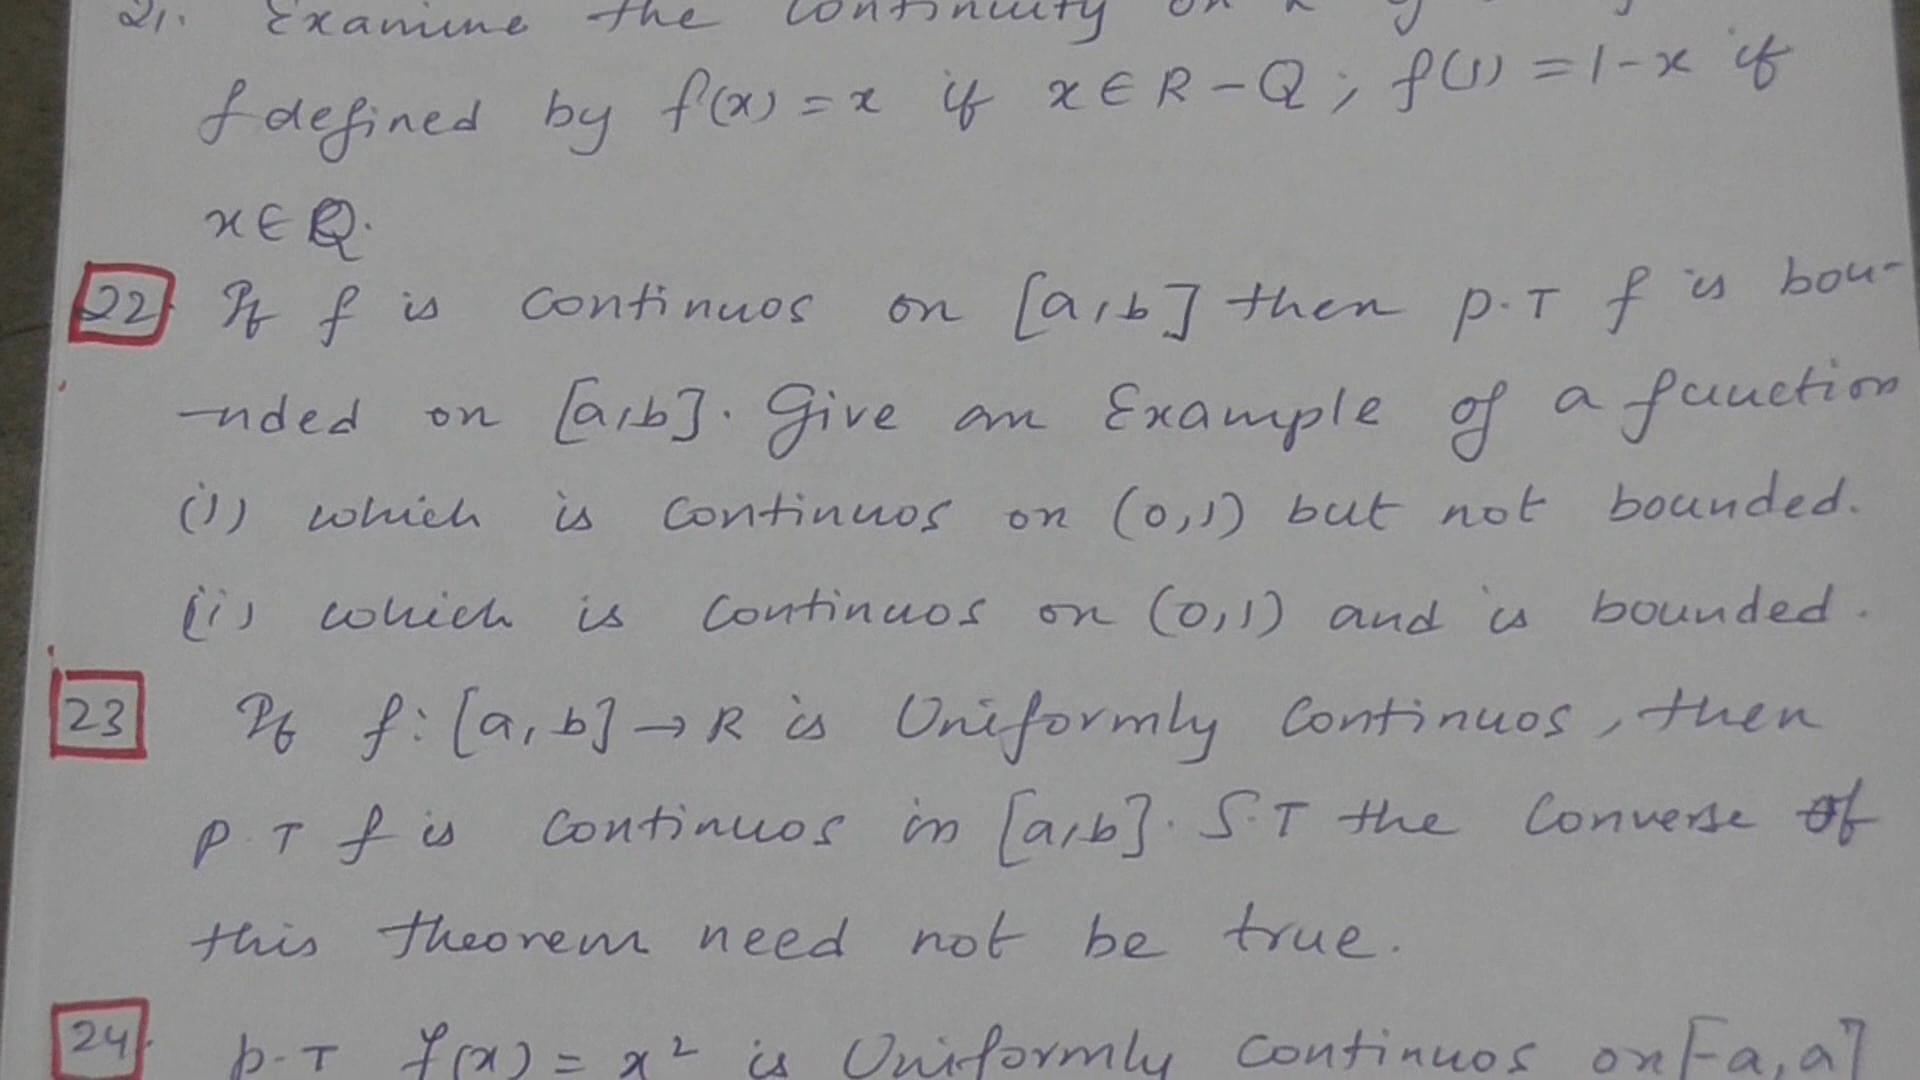 21. Examine the continuity on R of
f defined by f(x) = x if x ∈ R - Q ; f(1) = 1 - x if
x ∈ Q.
22. If f is continuos on [a,b] then p.T f is bou-
-nded on [a,b]. Give an Example of a function
(i) which is continuos on (0,1) but not bounded.
(ii) which is continuos on (0,1) and is bounded.
23 If f : [a, b] → R is Uniformly Continuos, then
p.T f is continuos in [a,b]. S.T the Converse of
this theorem need not be true.
24. p.T f(x) = x² is Uniformly Continuos on [-a, a]